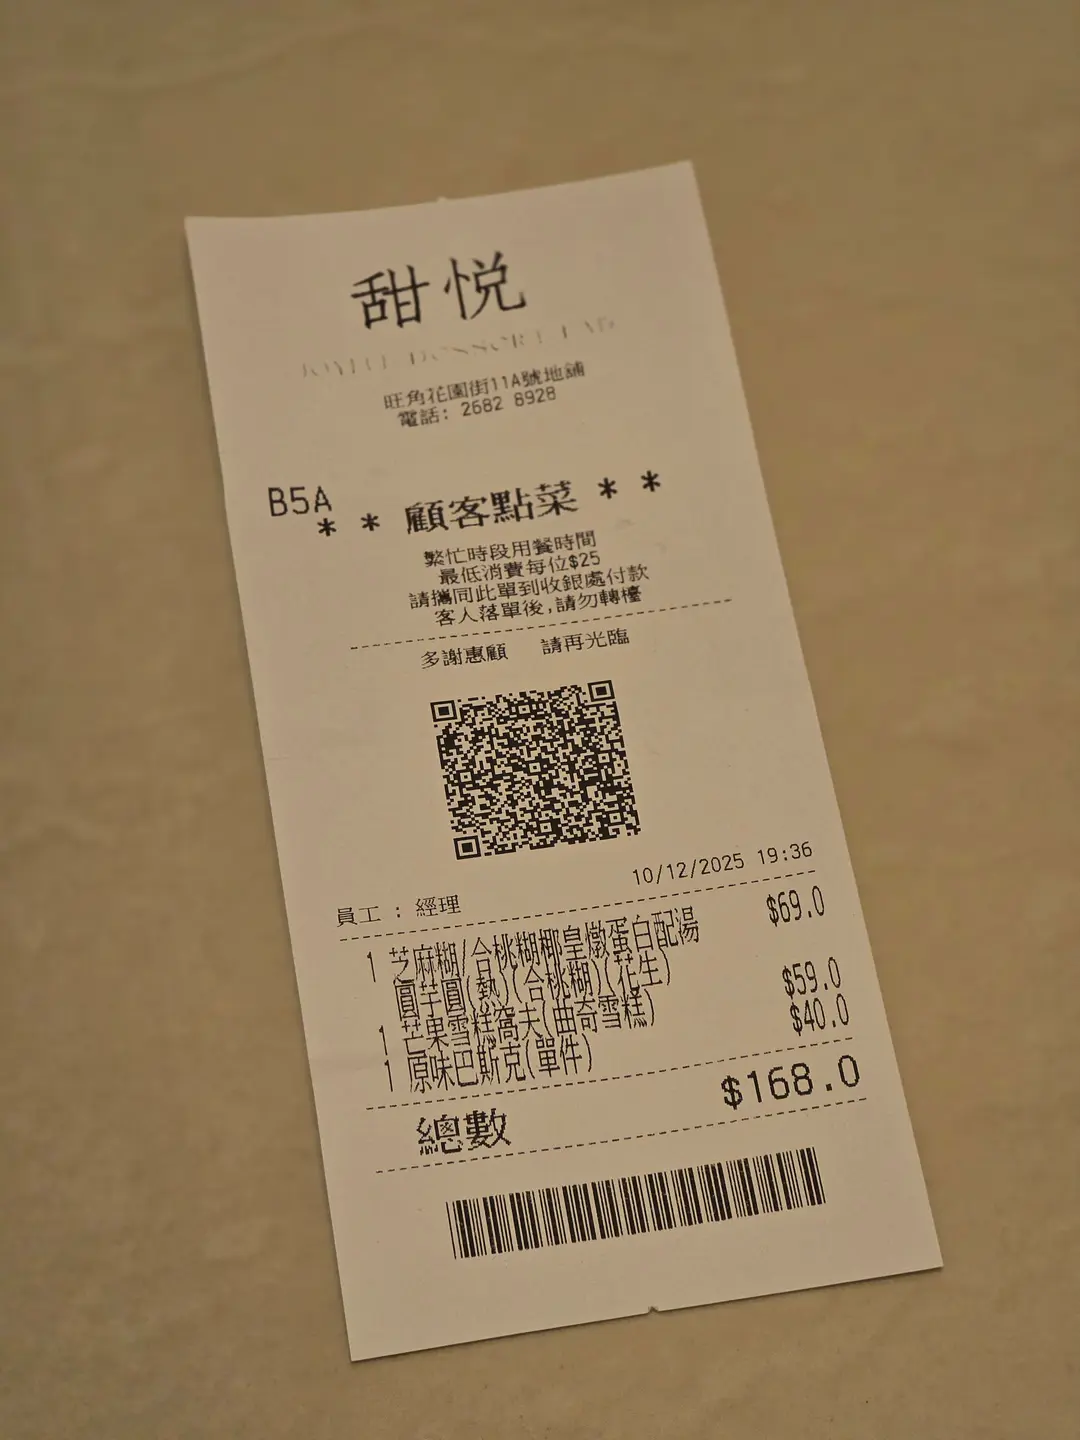 甜悦
旺角花園街11A號地舖
電話: 2682 8928
B5A
* * 顧客點菜 * *
繁忙時段用餐時間
最低消費每位$25
請攜同此單到收銀處付款
客人落單後,請勿轉檯
多謝惠顧 請再光臨
10/12/2025 19:36
員工 : 經理
1 芝麻糊/合桃糊椰皇燉蛋白配湯 $69.0
圓芋圓(熱)(合桃糊)(花生)
1 芒果雪糕窩夫(曲奇雪糕) $59.0
1 原味巴斯克(單件) $40.0
總數 $168.0